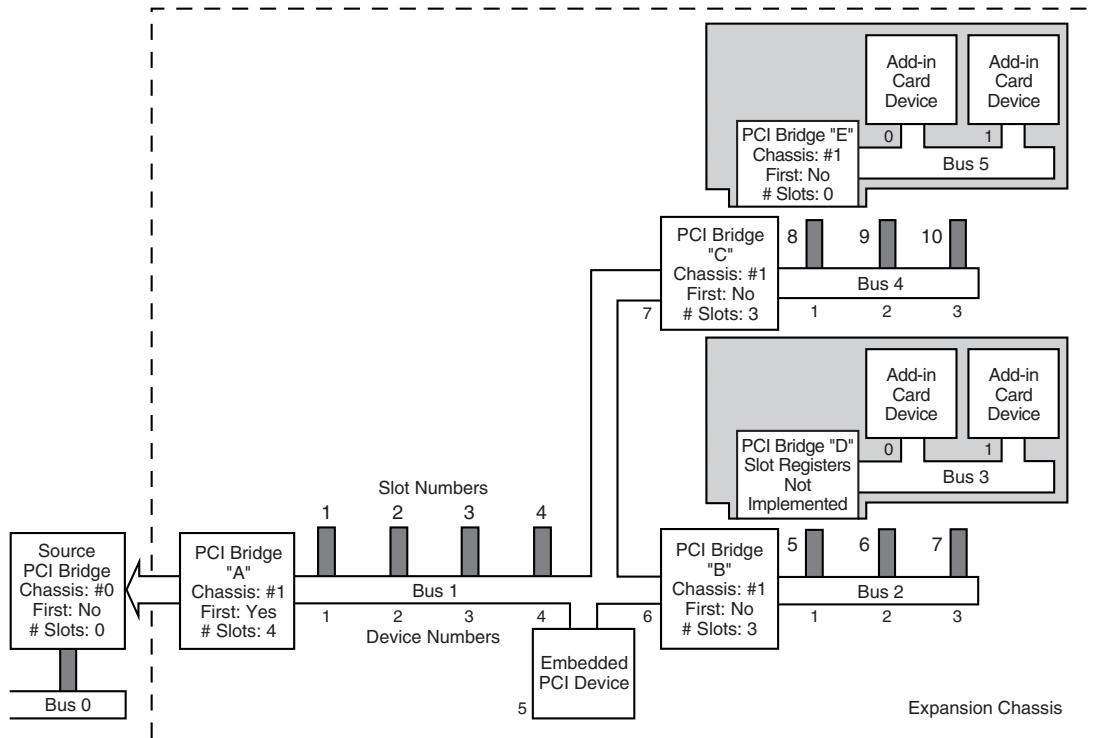 Add-in
Card
Device
Add-in
Card
Device
0
1
Bus 5
PCI Bridge "E"
Chassis: #1
First: No
# Slots: 0
PCI Bridge
"C"
Chassis: #1
First: No
# Slots: 3
7
8
9
10
Bus 4
1
2
3
Add-in
Card
Device
Add-in
Card
Device
0
1
Bus 3
PCI Bridge "D"
Slot Registers
Not
Implemented
Slot Numbers
1
2
3
4
Source
PCI Bridge
Chassis: #0
First: No
# Slots: 0
Bus 0
PCI Bridge
"A"
Chassis: #1
First: Yes
# Slots: 4
Bus 1
1
2
3
4
Device Numbers
Embedded
PCI Device
5
6
PCI Bridge
"B"
Chassis: #1
First: No
# Slots: 3
5
6
7
Bus 2
1
2
3
Expansion Chassis